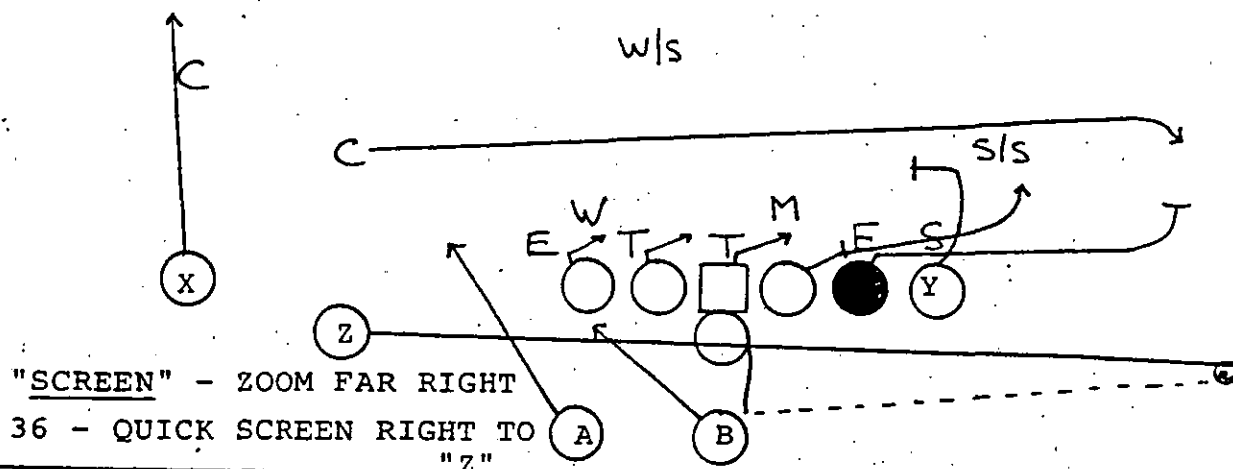 W/S
C
C
S/S
W M
E T T E S
X Y
Z
"SCREEN" - ZOOM FAR RIGHT
36 - QUICK SCREEN RIGHT TO A B
"Z"